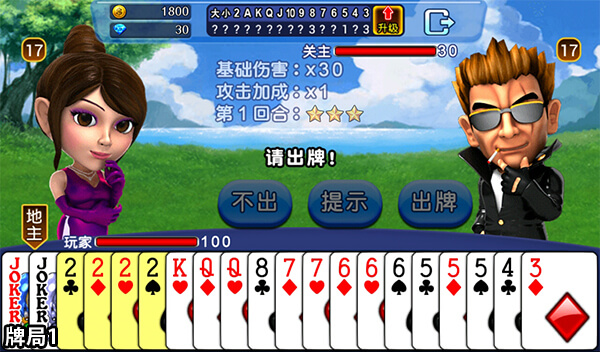 1800
大小2AKQJ10 9 8 7 6 5 4 3
30
????????3??1?3
升级
关主 30
17
17
基础伤害：x30
攻击加成：x1
第1回合：
请出牌！
不出 提示 出牌
地主
玩家 100
JOKER JOKER 2 2 2 2 K Q Q 8 7 7 6 6 6 5 5 5 4 3
牌局1